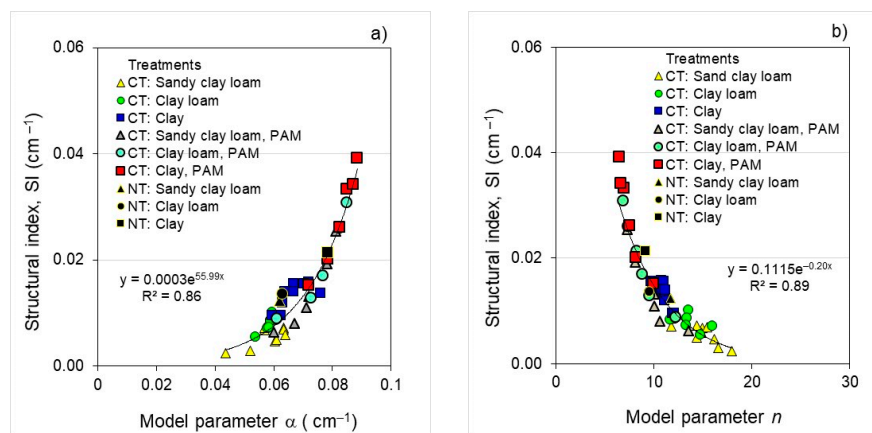 a)
0.06
0.04
0.02
0.00
Structural index, SI (cm⁻¹)
Treatments
CT: Sandy clay loam
CT: Clay loam
CT: Clay
CT: Sandy clay loam, PAM
CT: Clay loam, PAM
CT: Clay, PAM
NT: Sandy clay loam
NT: Clay loam
NT: Clay
y = 0.0003e⁵⁵·⁹⁹ˣ
R² = 0.86
0 0.02 0.04 0.06 0.08 0.1
Model parameter α ( cm⁻¹)
b)
0.06
0.04
0.02
0.00
Structural index, SI (cm⁻¹)
Treatments
CT: Sand clay loam
CT: Clay loam
CT: Clay
CT: Sandy clay loam, PAM
CT: Clay loam, PAM
CT: Clay, PAM
NT: Sandy clay loam
NT: Clay loam
NT: Clay
y = 0.1115e⁻⁰·²⁰ˣ
R² = 0.89
0 10 20 30
Model parameter n